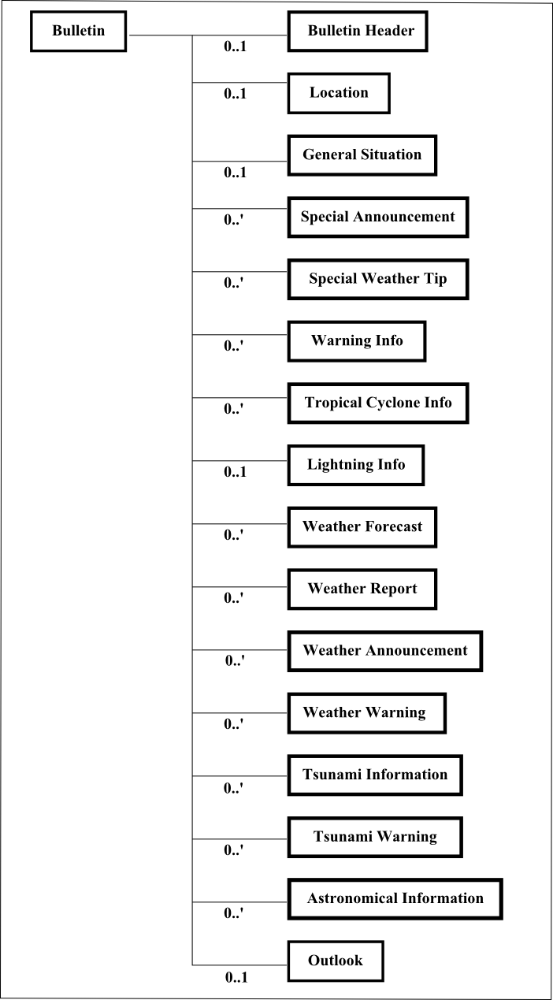 Bulletin
Bulletin Header
0..1
Location
0..1
General Situation
0..1
Special Announcement
0..'
Special Weather Tip
0..'
Warning Info
0..'
Tropical Cyclone Info
0..'
Lightning Info
0..1
Weather Forecast
0..'
Weather Report
0..'
Weather Announcement
0..'
Weather Warning
0..'
Tsunami Information
0..'
Tsunami Warning
0..'
Astronomical Information
0..'
Outlook
0..1